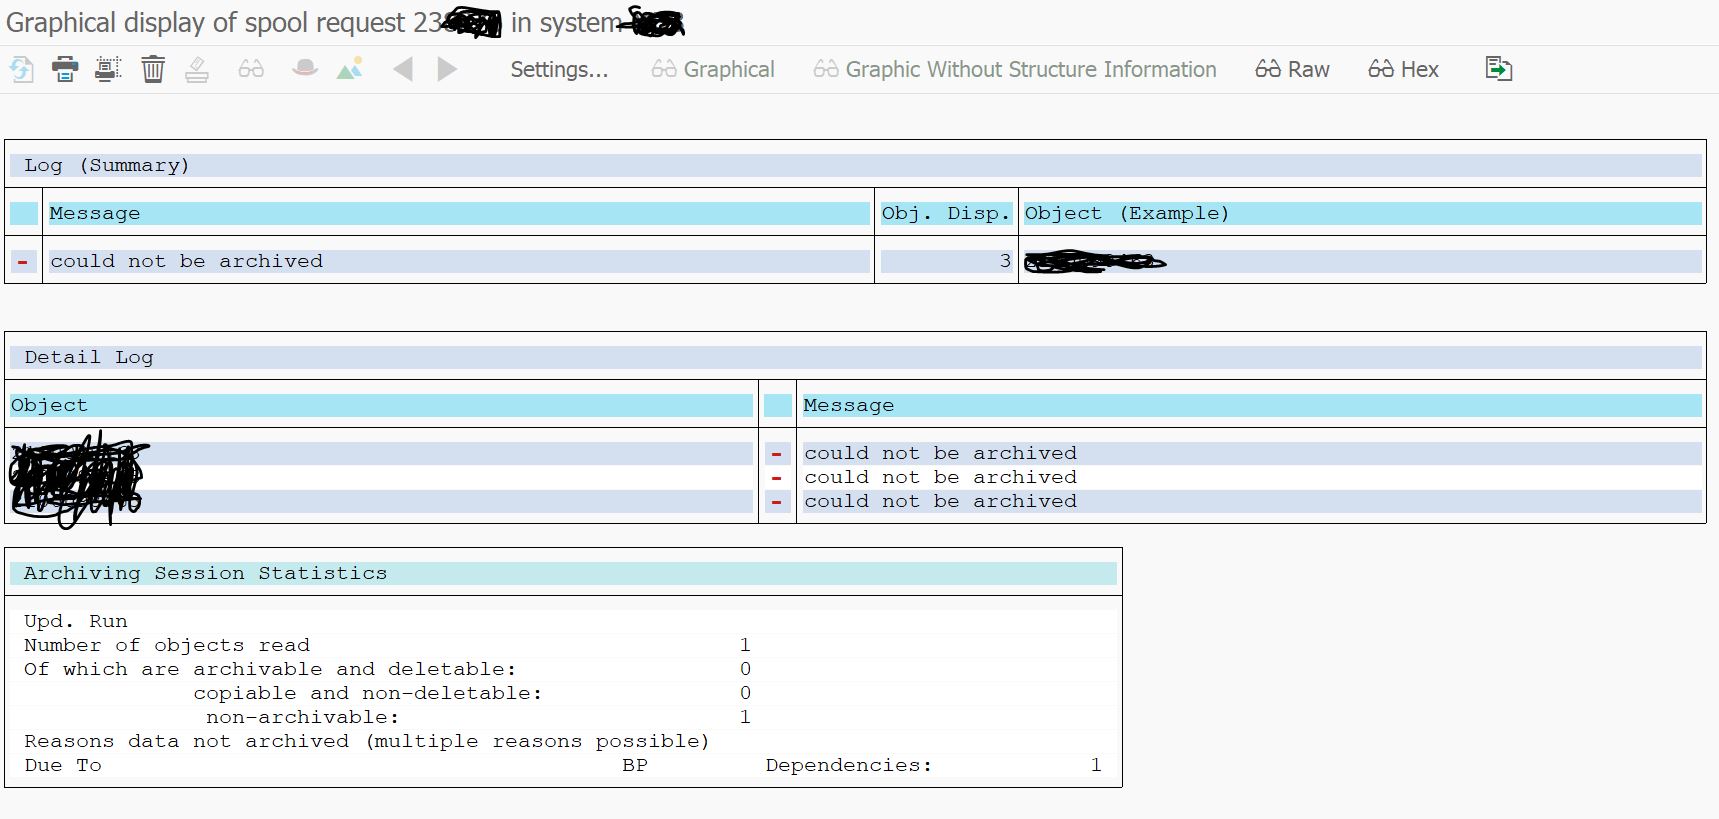 Graphical display of spool request 23 in system
Settings... Graphical Graphic Without Structure Information Raw Hex
Log (Summary)
Message Obj. Disp. Object (Example)
- could not be archived 3
Detail Log
Object Message
- could not be archived
- could not be archived
- could not be archived
Archiving Session Statistics
Upd. Run
Number of objects read 1
Of which are archivable and deletable: 0
copiable and non-deletable: 0
non-archivable: 1
Reasons data not archived (multiple reasons possible)
Due To BP Dependencies: 1